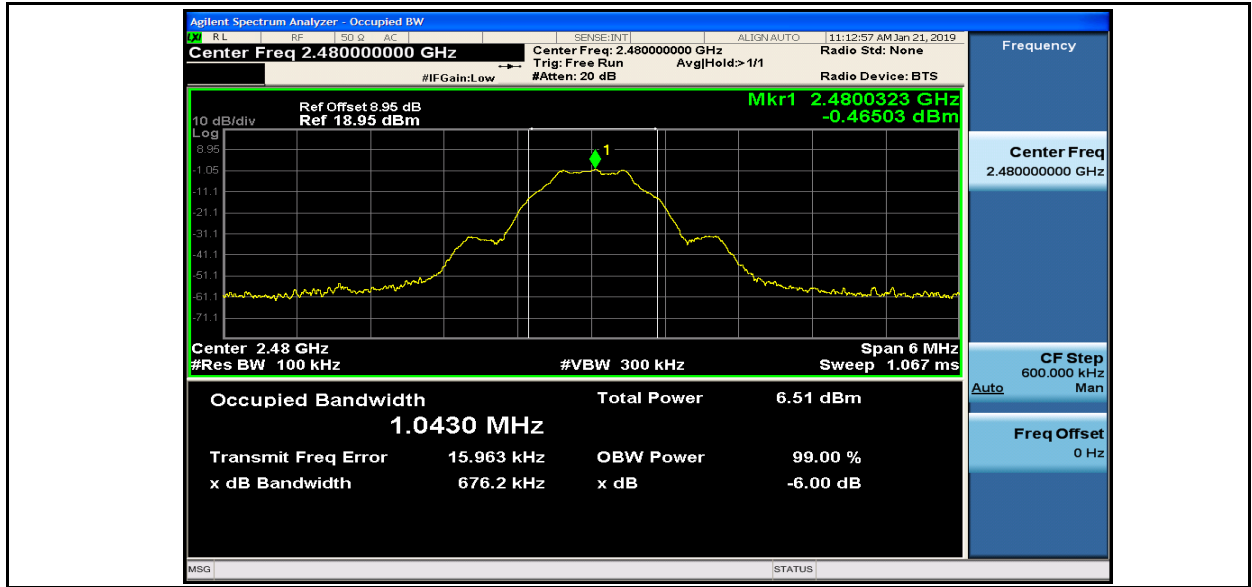 Agilent Spectrum Analyzer - Occupied BW
LXI RL RF 50 Ω AC SENSE:INT ALIGN AUTO 11:12:57 AM Jan 21, 2019
Center Freq 2.480000000 GHz
Center Freq: 2.480000000 GHz
Radio Std: None
Trig: Free Run Avg|Hold:>1/1
#IFGain:Low
#Atten: 20 dB
Radio Device: BTS
Mkr1 2.4800323 GHz
-0.46503 dBm
Ref Offset 8.95 dB
10 dB/div Ref 18.95 dBm
Log
8.95
-1.05
-11.1
-21.1
-31.1
-41.1
-51.1
-61.1
-71.1
1
Center 2.48 GHz Span 6 MHz
#Res BW 100 kHz #VBW 300 kHz Sweep 1.067 ms
Occupied Bandwidth Total Power 6.51 dBm
1.0430 MHz
Transmit Freq Error 15.963 kHz OBW Power 99.00 %
x dB Bandwidth 676.2 kHz x dB -6.00 dB
MSG STATUS
Frequency
Center Freq
2.480000000 GHz
CF Step
600.000 kHz
Auto Man
Freq Offset
0 Hz